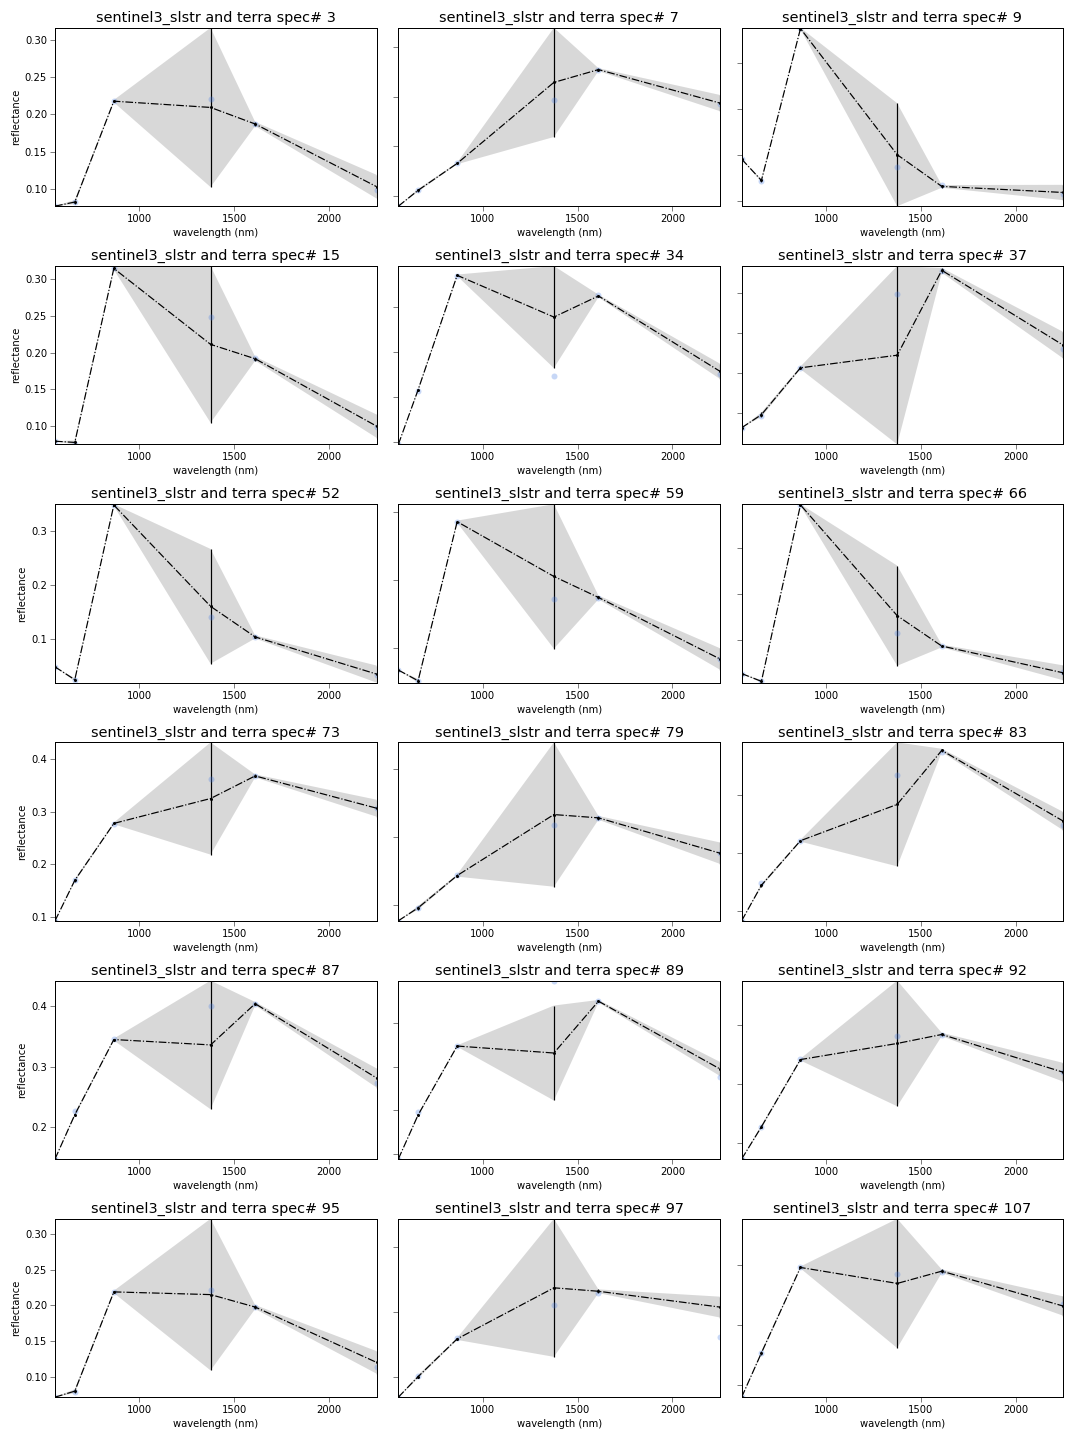 sentinel3_slstr and terra spec# 3
sentinel3_slstr and terra spec# 7
sentinel3_slstr and terra spec# 9
0.30
0.25
0.20
0.15
0.10
reflectance
1000 1500 2000
1000 1500 2000
1000 1500 2000
wavelength (nm)
wavelength (nm)
wavelength (nm)
sentinel3_slstr and terra spec# 15
sentinel3_slstr and terra spec# 34
sentinel3_slstr and terra spec# 37
0.30
0.25
0.20
0.15
0.10
reflectance
1000 1500 2000
1000 1500 2000
1000 1500 2000
wavelength (nm)
wavelength (nm)
wavelength (nm)
sentinel3_slstr and terra spec# 52
sentinel3_slstr and terra spec# 59
sentinel3_slstr and terra spec# 66
0.3
0.2
0.1
reflectance
1000 1500 2000
1000 1500 2000
1000 1500 2000
wavelength (nm)
wavelength (nm)
wavelength (nm)
sentinel3_slstr and terra spec# 73
sentinel3_slstr and terra spec# 79
sentinel3_slstr and terra spec# 83
0.4
0.3
0.2
0.1
reflectance
1000 1500 2000
1000 1500 2000
1000 1500 2000
wavelength (nm)
wavelength (nm)
wavelength (nm)
sentinel3_slstr and terra spec# 87
sentinel3_slstr and terra spec# 89
sentinel3_slstr and terra spec# 92
0.4
0.3
0.2
reflectance
1000 1500 2000
1000 1500 2000
1000 1500 2000
wavelength (nm)
wavelength (nm)
wavelength (nm)
sentinel3_slstr and terra spec# 95
sentinel3_slstr and terra spec# 97
sentinel3_slstr and terra spec# 107
0.30
0.25
0.20
0.15
0.10
reflectance
1000 1500 2000
1000 1500 2000
1000 1500 2000
wavelength (nm)
wavelength (nm)
wavelength (nm)